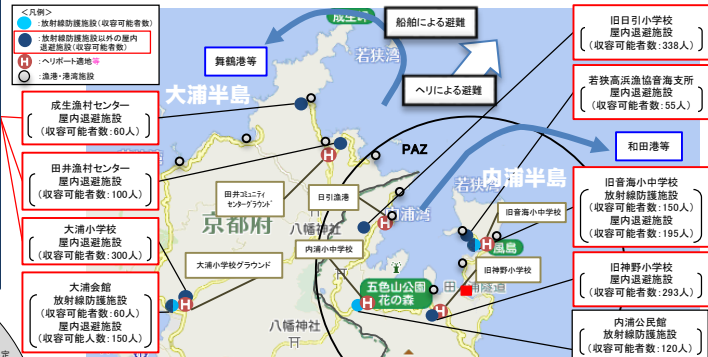 ＜凡例＞
：放射線防護施設（収容可能者数）
：放射線防護施設以外の屋内
退避施設（収容可能者数）
：ヘリポート適地等
：漁港・港湾施設
成生岬
船舶による避難
舞鶴港等
若狭湾
ヘリによる避難
大浦半島
旧日引小学校
屋内退避施設
（収容可能者数：338人）
若狭高浜漁協音海支所
屋内退避施設
（収容可能者数：55人）
成生漁村センター
屋内退避施設
（収容可能者数：60人）
田井漁村センター
屋内退避施設
（収容可能者数：100人）
大浦小学校
屋内退避施設
（収容可能者数：300人）
大浦会館
放射線防護施設
（収容可能者数：60人）
屋内退避施設
（収容可能人数：150人）
PAZ
和田港等
内浦半島
若狭湾
田井コミュニティ
センターグラウンド
日引漁港
内浦湾
旧音海小中学校
京都府
八幡神社
内浦小中学校
大浦小学校グラウンド
風島
旧神野小学校
五色山公園
花の森
八幡神社
旧音海小中学校
放射線防護施設
（収容可能者数：150人）
屋内退避施設
（収容可能者数：195人）
旧神野小学校
屋内退避施設
（収容可能者数：293人）
内浦公民館
放射線防護施設
（収容可能者数：120人）
定